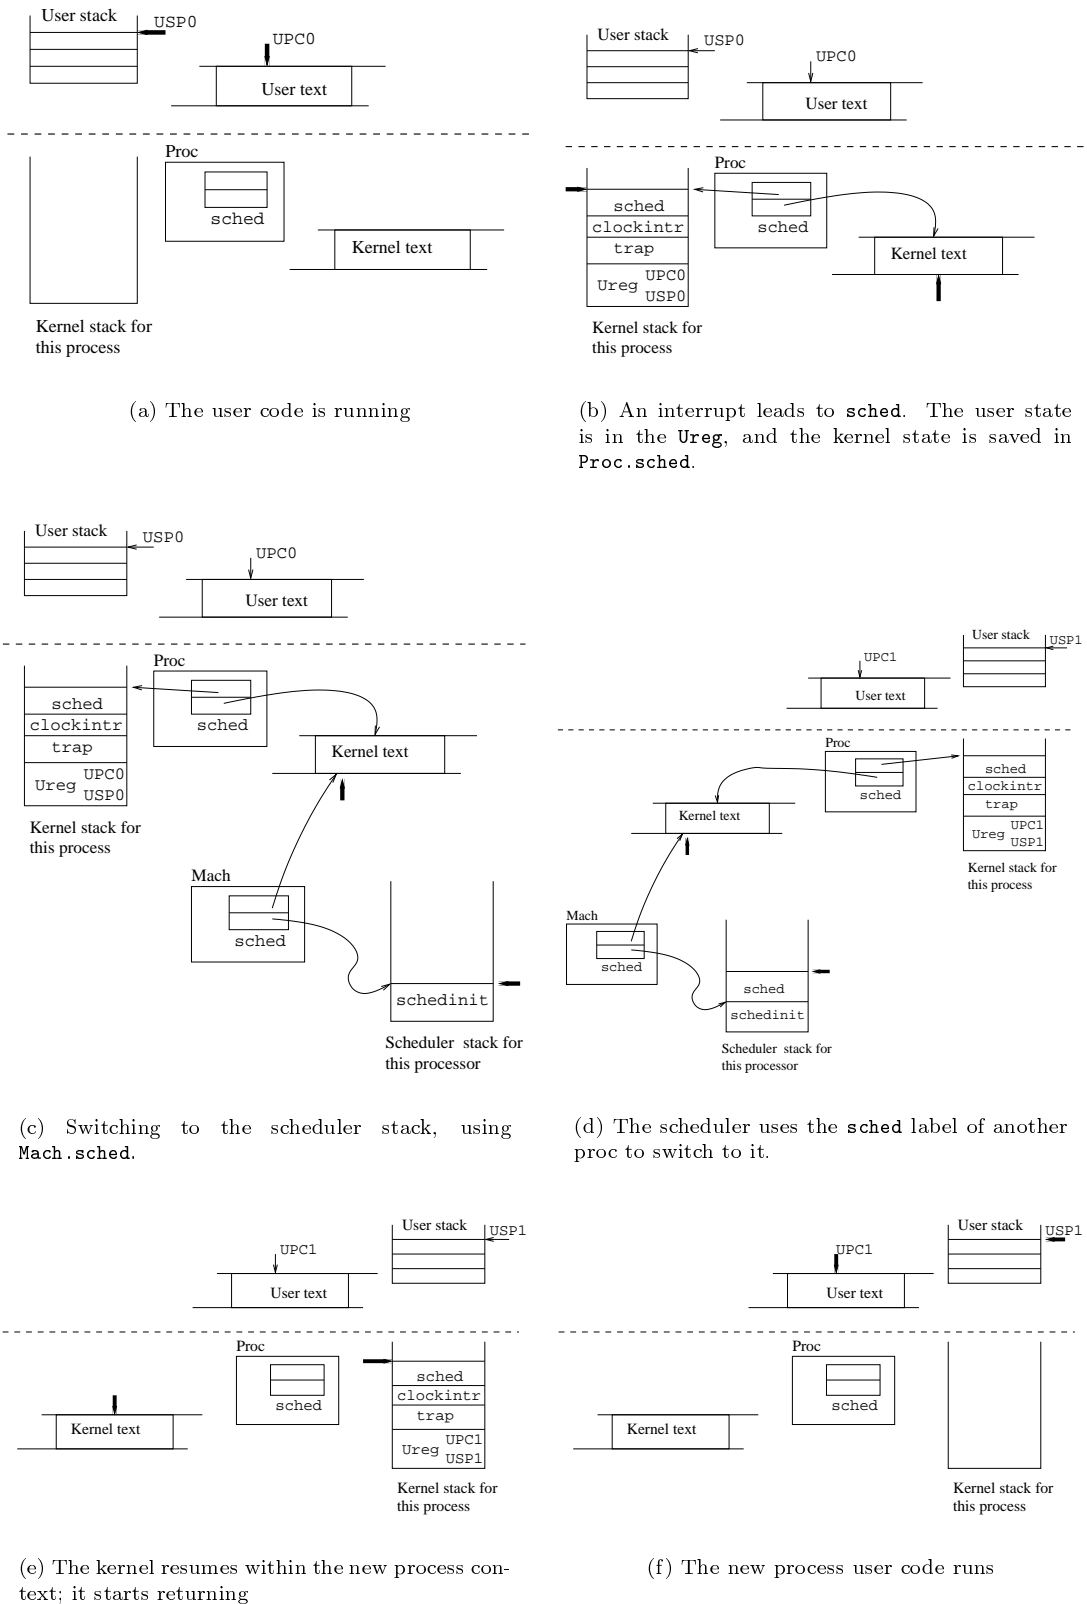 User stack
USP0
UPC0
User text
Proc
sched
Kernel text
Kernel stack for
this process
(a) The user code is running
User stack
USP0
UPC0
User text
Proc
sched
sched
clockintr
trap
Ureg
UPC0
USP0
Kernel text
Kernel stack for
this process
(b) An interrupt leads to sched. The user state
is in the Ureg, and the kernel state is saved in
Proc.sched.
User stack
USP0
UPC0
User text
Proc
sched
sched
clockintr
trap
Ureg
UPC0
USP0
Kernel text
Kernel stack for
this process
Mach
sched
schedinit
Scheduler stack for
this processor
(c) Switching to the scheduler stack, using
Mach.sched.
User stack
USP1
UPC1
User text
Proc
sched
sched
clockintr
trap
Ureg
UPC1
USP1
Kernel text
Kernel stack for
this process
Mach
sched
sched
schedinit
Scheduler stack for
this processor
(d) The scheduler uses the sched label of another
proc to switch to it.
User stack
USP1
UPC1
User text
Proc
sched
sched
clockintr
trap
Ureg
UPC1
USP1
Kernel text
Kernel stack for
this process
(e) The kernel resumes within the new process con-
text; it starts returning
User stack
USP1
UPC1
User text
Proc
sched
Kernel text
Kernel stack for
this process
(f) The new process user code runs